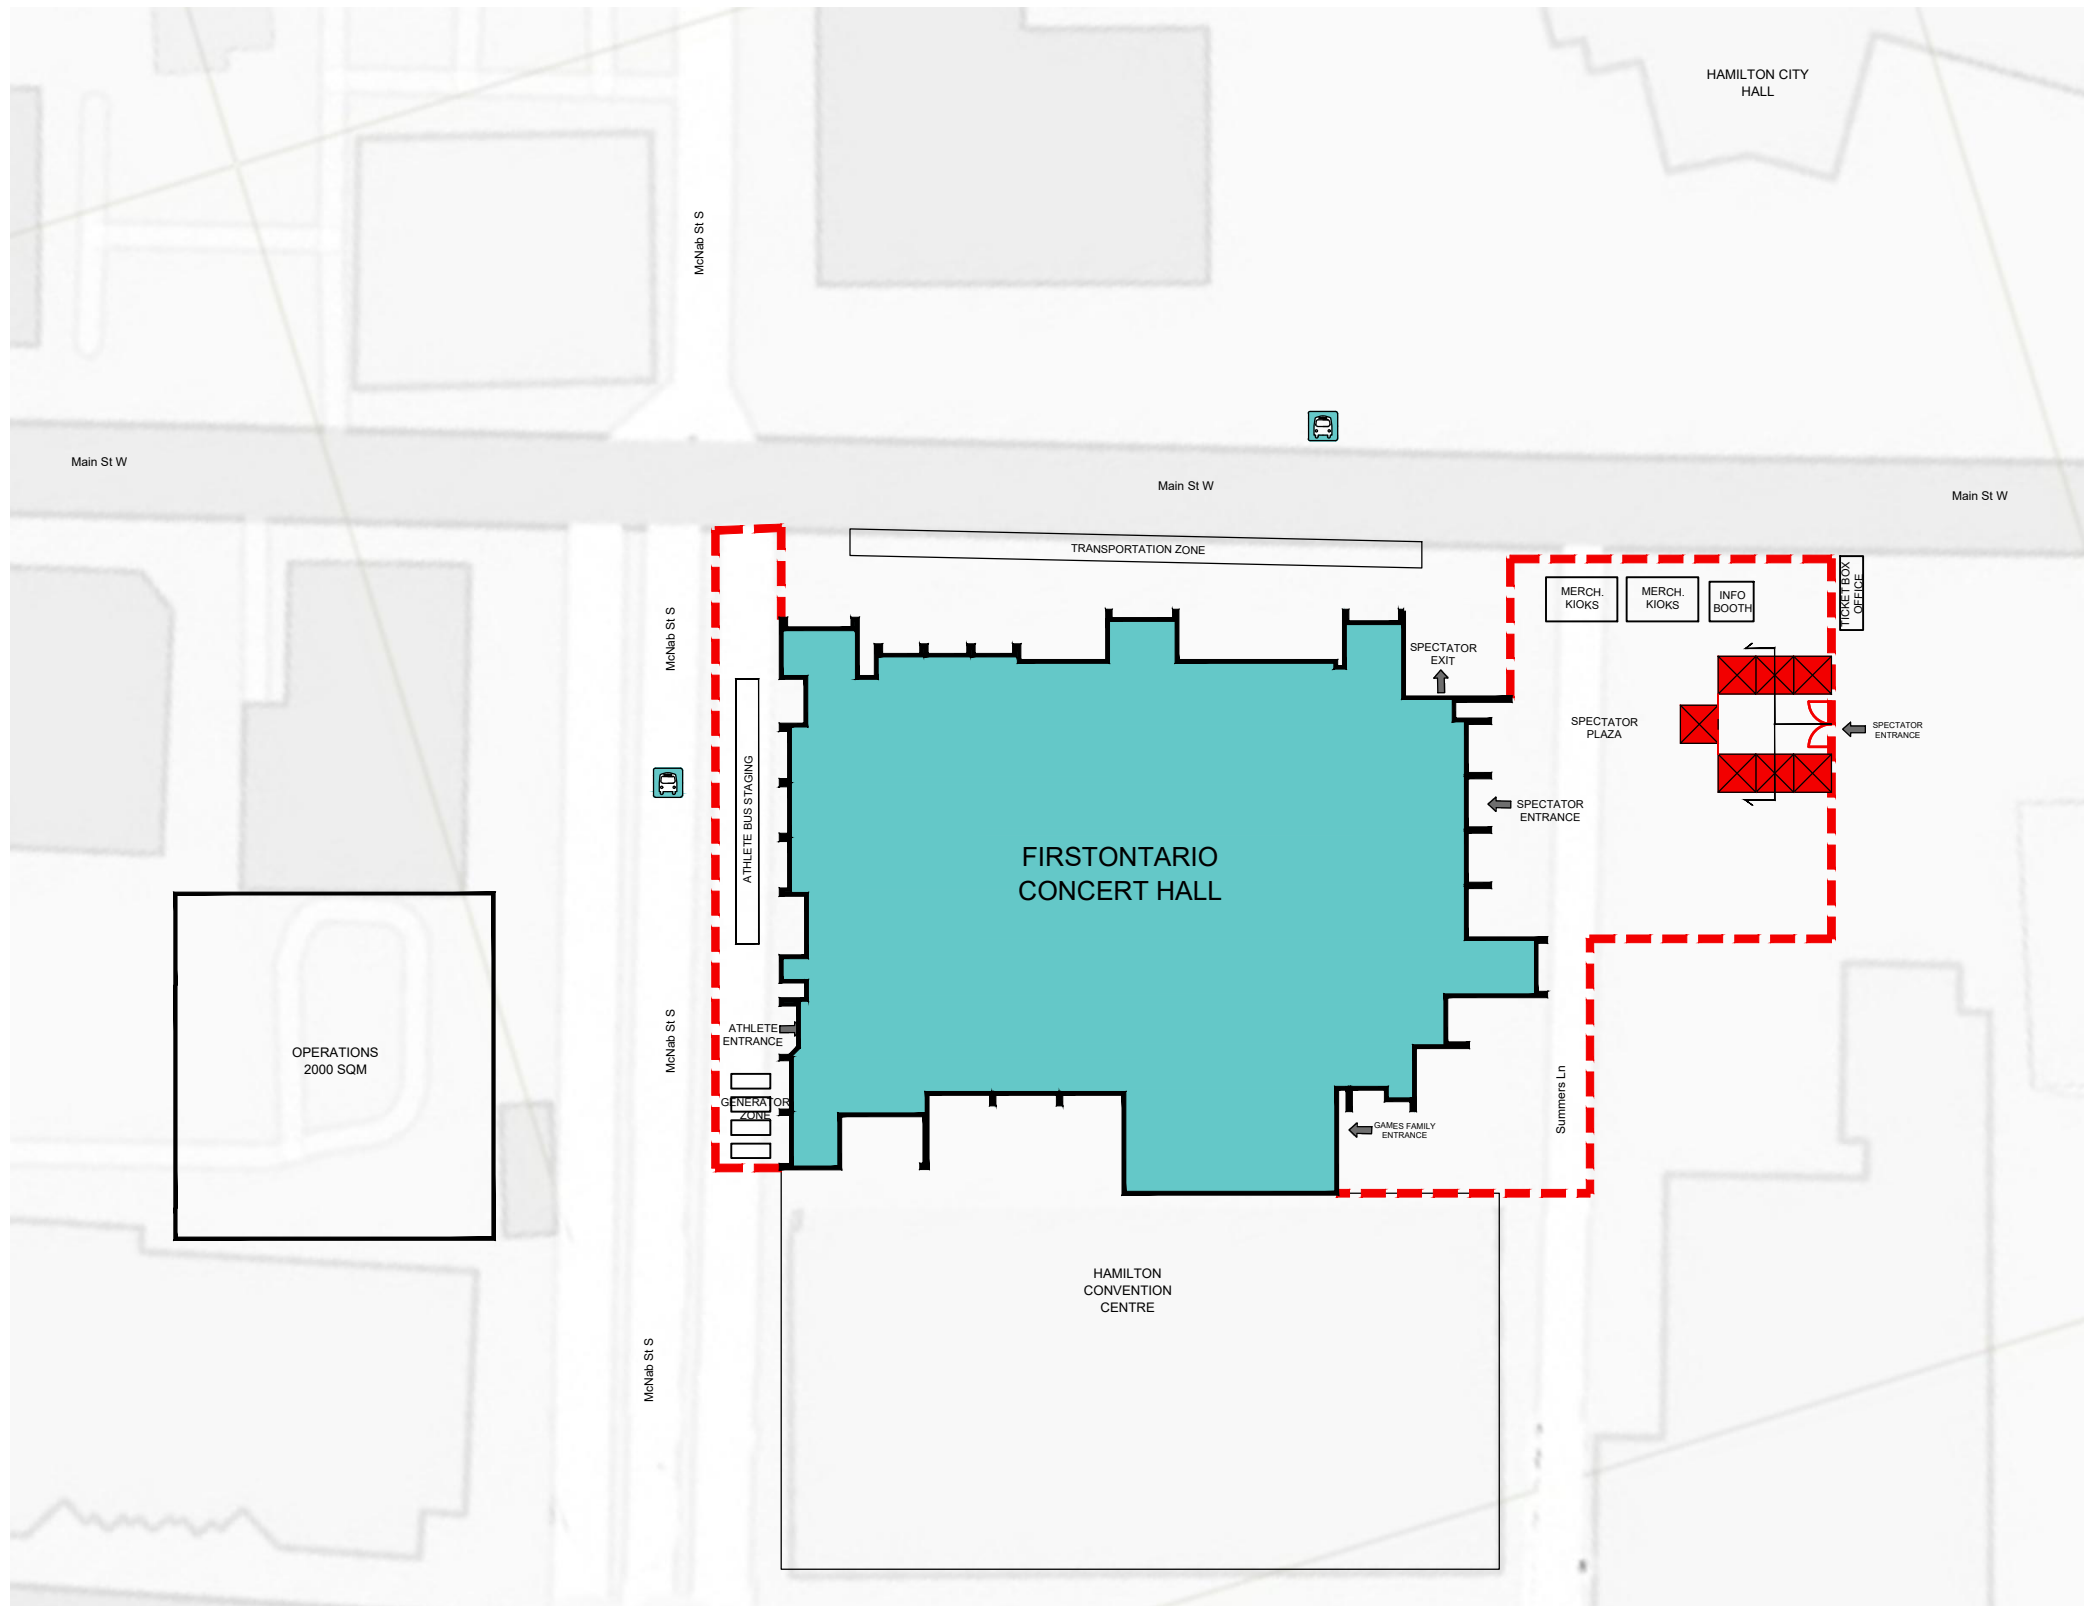 HAMILTON CITY
HALL
McNab St S
Main St W
Main St W
Main St W
TRANSPORTATION ZONE
MERCH.
KIOKS
MERCH.
KIOKS
INFO
BOOTH
TICKET BOX
OFFICE
McNab St S
SPECTATOR
EXIT
SPECTATOR
PLAZA
SPECTATOR
ENTRANCE
ATHLETE BUS STAGING
SPECTATOR
ENTRANCE
FIRSTONTARIO
CONCERT HALL
OPERATIONS
2000 SQM
McNab St S
ATHLETE
ENTRANCE
GENERATOR
ZONE
GAMES FAMILY
ENTRANCE
Summers Ln
HAMILTON
CONVENTION
CENTRE
McNab St S